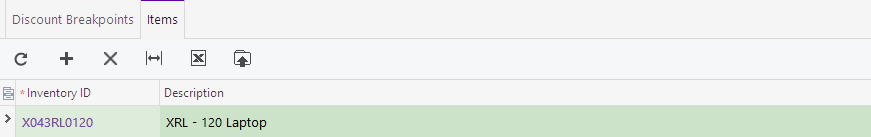 Discount Breakpoints Items
* Inventory ID Description
X043RL0120 XRL - 120 Laptop